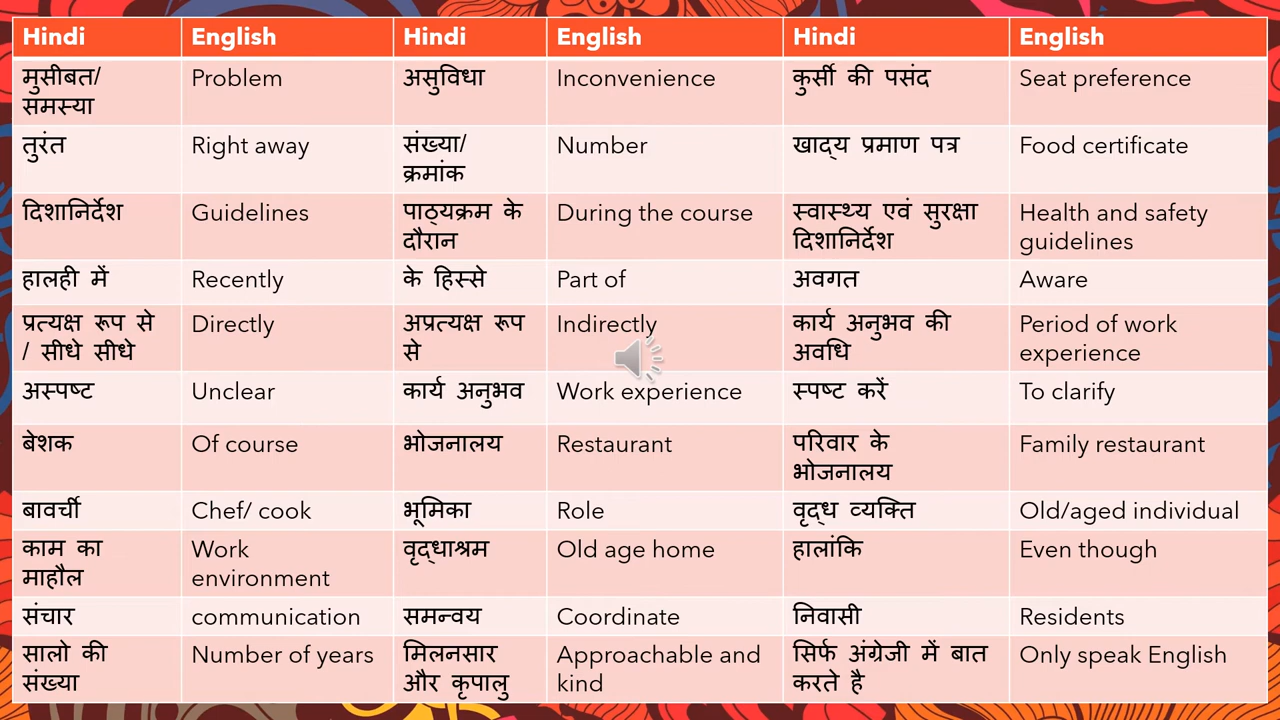 Hindi English Hindi English Hindi English
मुसीबत/ Problem असुविधा Inconvenience कुर्सी की पसंद Seat preference
समस्या
तुरंत Right away संख्या/ Number खाद्य प्रमाण पत्र Food certificate
क्रमांक
दिशानिर्देश Guidelines पाठ्यक्रम के During the course स्वास्थ्य एवं सुरक्षा Health and safety
दौरान दिशानिर्देश guidelines
हालही में Recently के हिस्से Part of अवगत Aware
प्रत्यक्ष रूप से Directly अप्रत्यक्ष रूप Indirectly कार्य अनुभव की Period of work
/ सीधे सीधे से अवधि experience
अस्पष्ट Unclear कार्य अनुभव Work experience स्पष्ट करें To clarify
बेशक Of course भोजनालय Restaurant परिवार के Family restaurant
भोजनालय
बावर्ची Chef/ cook भूमिका Role वृद्ध व्यक्ति Old/aged individual
काम का Work वृद्धाश्रम Old age home हालांकि Even though
माहौल environment
संचार communication समन्वय Coordinate निवासी Residents
सालो की Number of years मिलनसार Approachable and सिर्फ अंग्रेजी में बात Only speak English
संख्या और कृपालु kind करते है